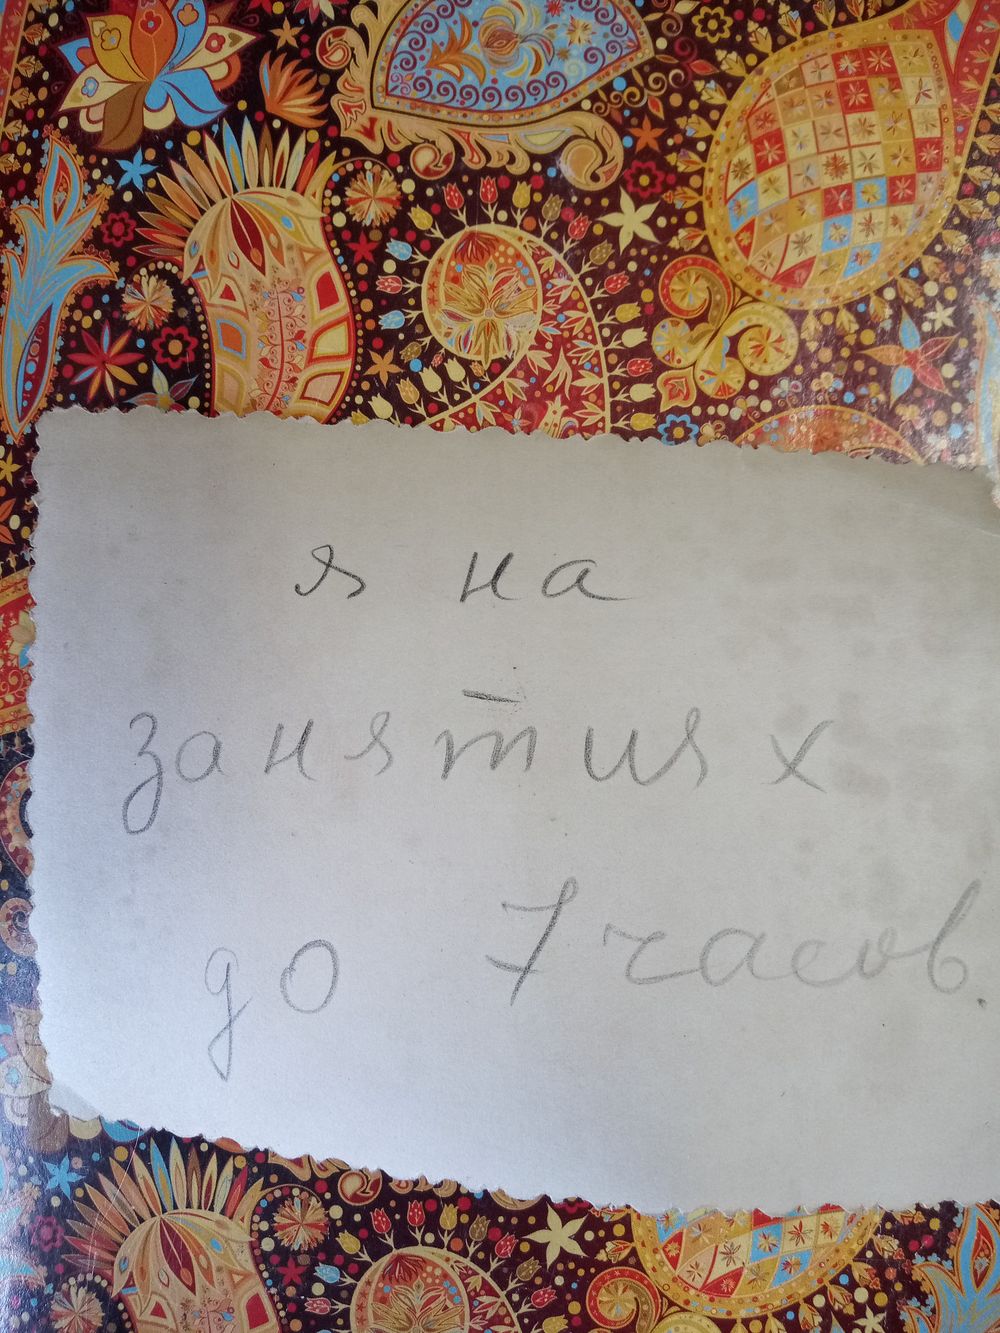 я на
занятиях
до 7 часов.